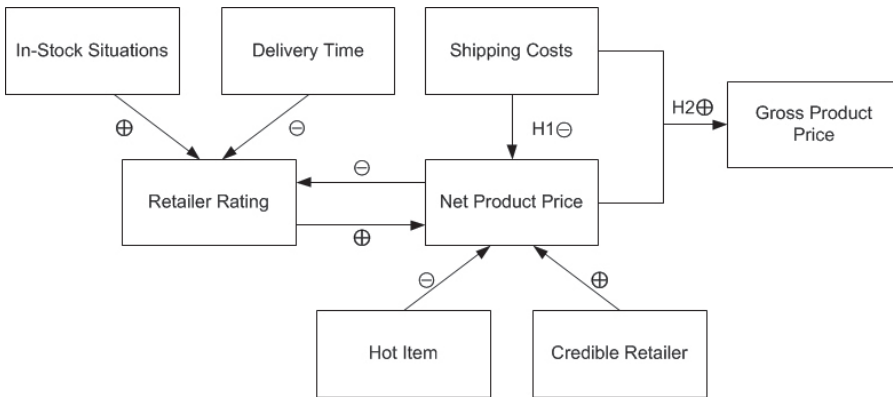 In-Stock Situations
Delivery Time
Shipping Costs
Gross Product
Price
⊕
⊖
H1⊖
H2⊕
Retailer Rating
⊖
⊕
Net Product Price
⊖
⊕
Hot Item
Credible Retailer